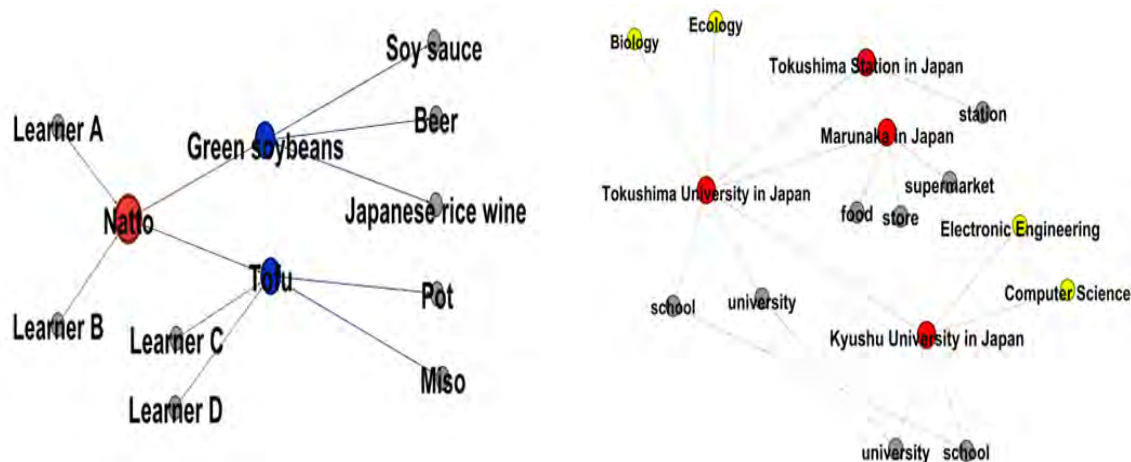 Soy sauce
Learner A
Beer
Green soybeans
Natto
Japanese rice wine
Tofu
Pot
Learner B
Learner C
Miso
Learner D
Ecology
Biology
Tokushima Station in Japan
station
Marunaka in Japan
supermarket
Tokushima University in Japan
food
store
Electronic Engineering
Computer Science
school
university
Kyushu University in Japan
university
school